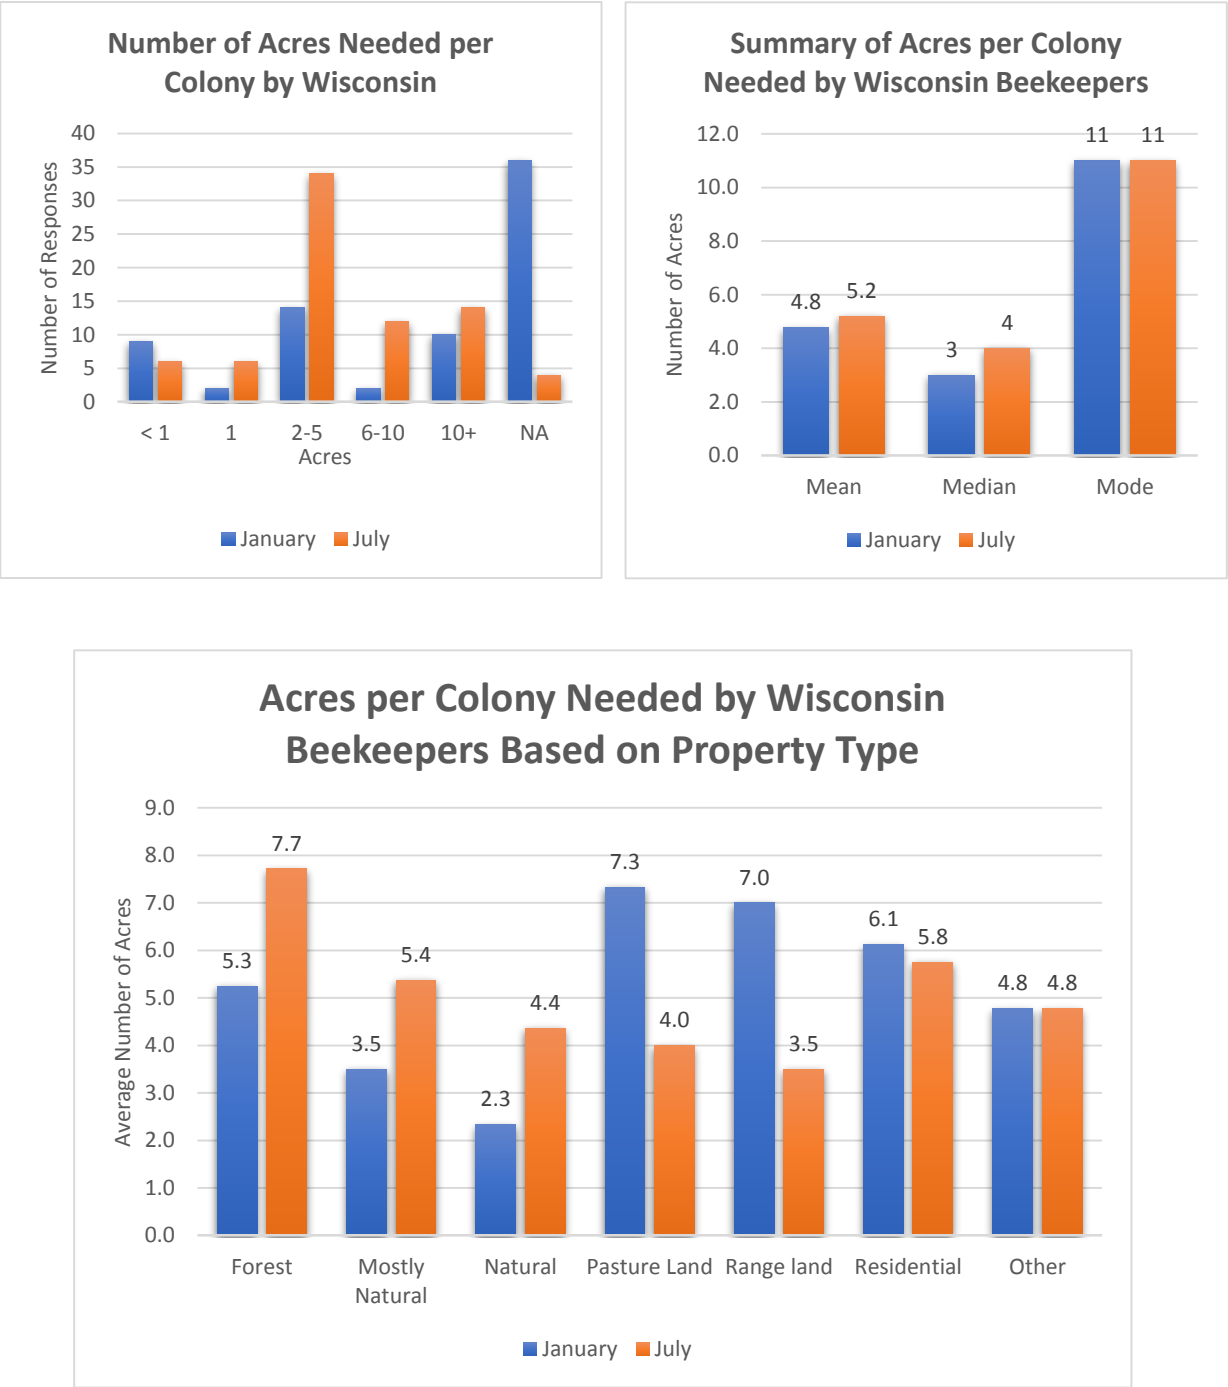 Number of Acres Needed per
Colony by Wisconsin
40
35
30
25
20
15
10
5
0
Number of Responses
< 1
1
2-5
6-10
10+
NA
Acres
January
July
Summary of Acres per Colony
Needed by Wisconsin Beekeepers
12.0
10.0
8.0
6.0
4.0
2.0
0.0
Number of Acres
4.8
5.2
3
4
11
11
Mean
Median
Mode
January
July
Acres per Colony Needed by Wisconsin
Beekeepers Based on Property Type
9.0
8.0
7.0
6.0
5.0
4.0
3.0
2.0
1.0
0.0
Average Number of Acres
5.3
7.7
3.5
5.4
2.3
4.4
7.3
4.0
7.0
3.5
6.1
5.8
4.8
4.8
Forest
Mostly
Natural
Natural
Pasture Land
Range land
Residential
Other
January
July